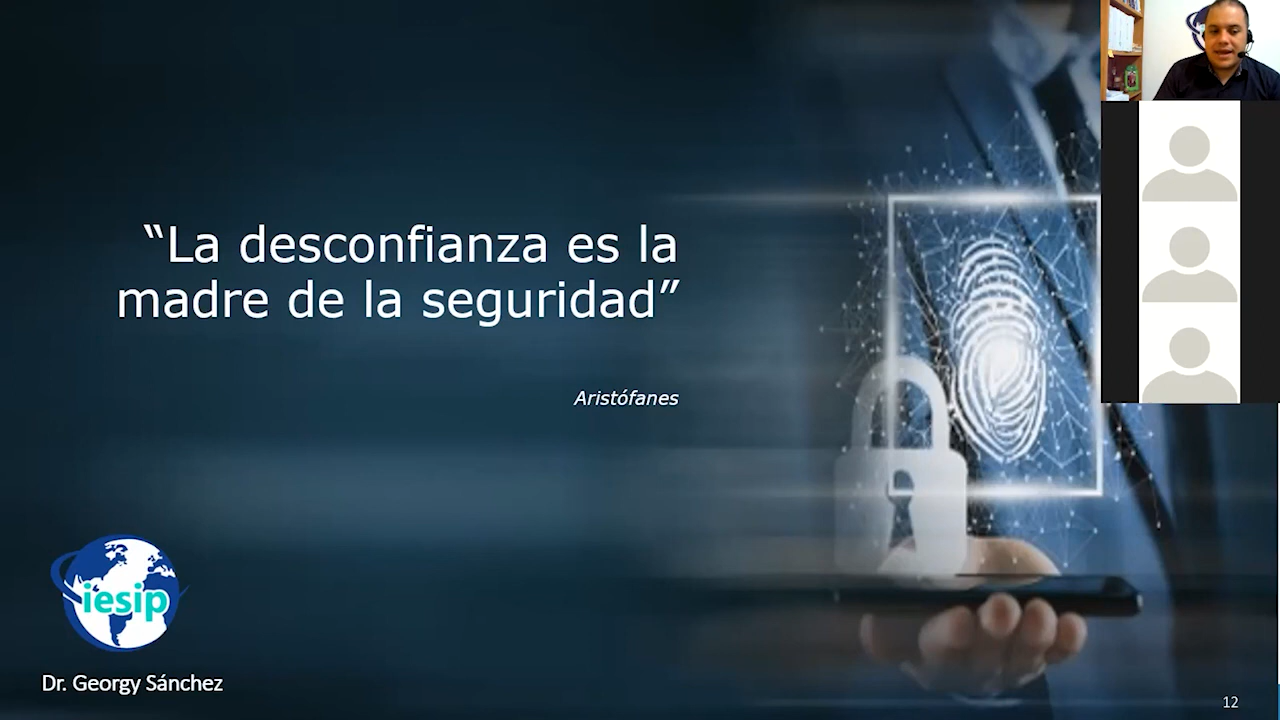 “La desconfianza es la
madre de la seguridad”
Aristófanes
iesip
Dr. Georgy Sánchez
12